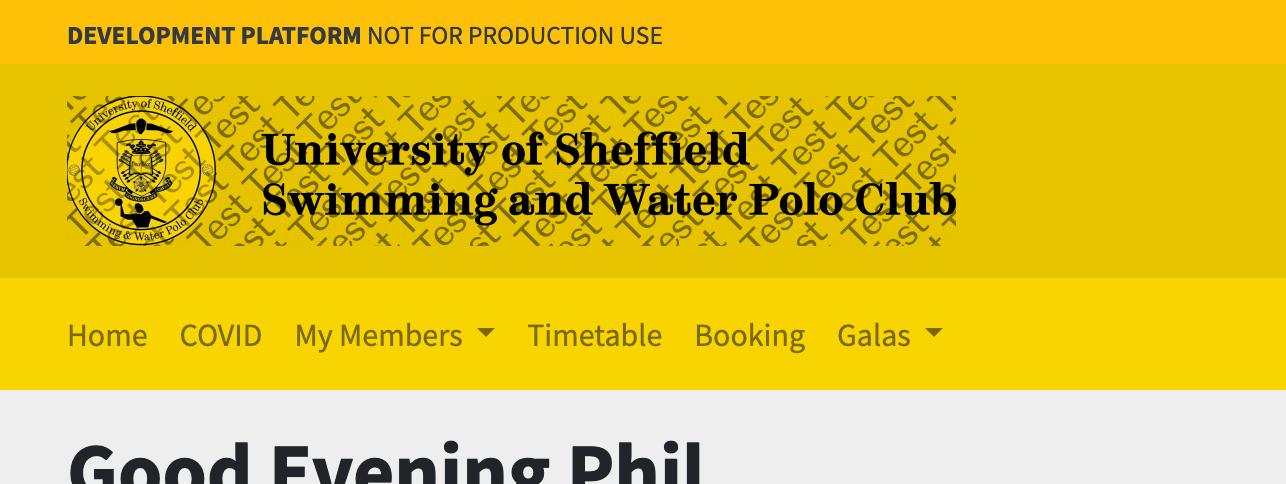 DEVELOPMENT PLATFORM NOT FOR PRODUCTION USE
University of Sheffield
Swimming & Water Polo Club
University of Sheffield
Swimming and Water Polo Club
Test Test Test Test Test Test Test Test
Home COVID My Members Timetable Booking Galas
Good Evening Phil